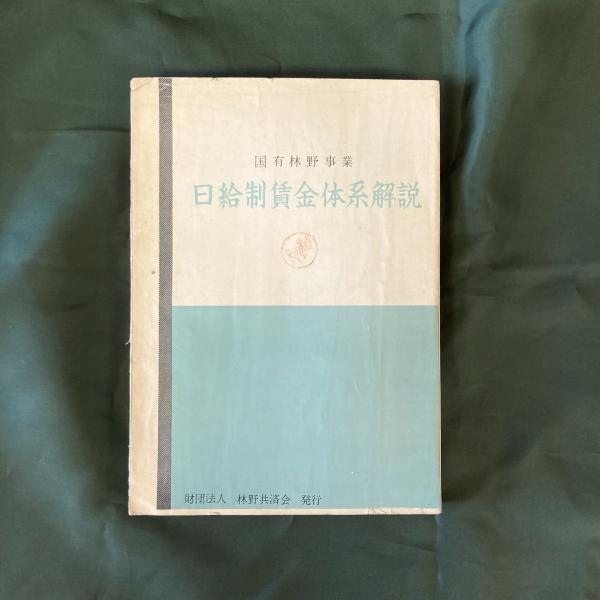 国有林野事業
日給制賃金体系解説
財団法人 林野共済会 発行